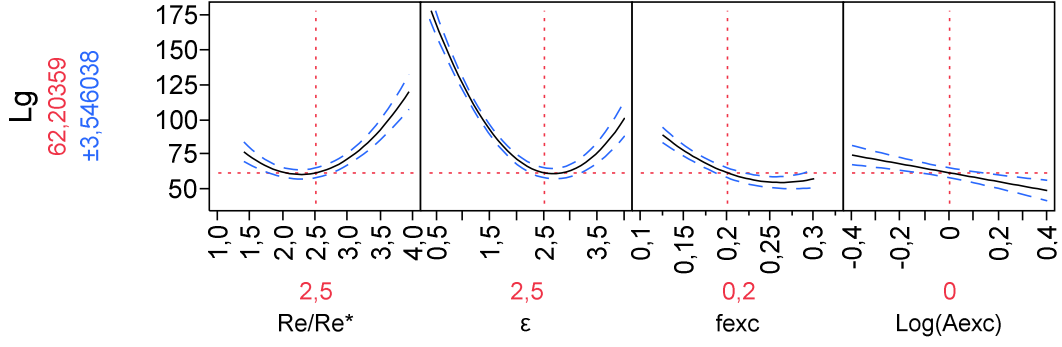 Lg
62,20359
±3,546038
175
150
125
100
75
50
1,0 1,5 2,0 2,5 3,0 3,5 4,0
0,5 1,5 2,5 3,5
0,1 0,15 0,2 0,25 0,3
-0,4 -0,2 0 0,2 0,4
2,5 2,5 0,2 0
Re/Re* ε fexc Log(Aexc)